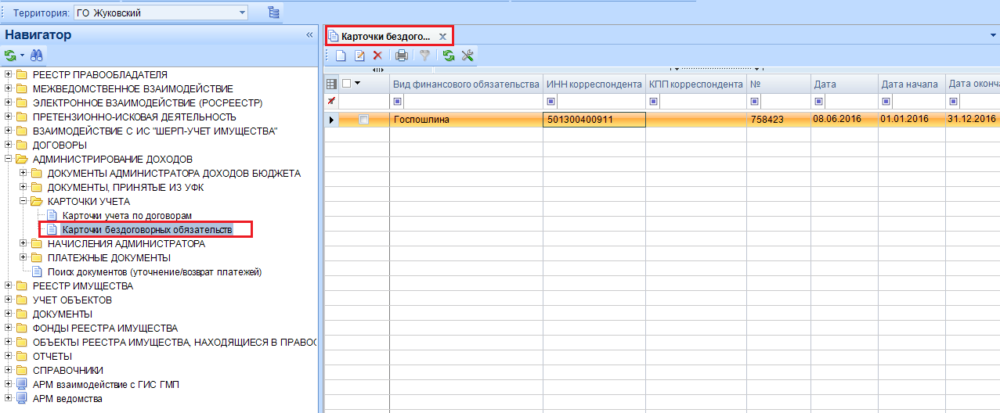 Территория: ГО Жуковский
Навигатор
РЕЕСТР ПРАВООБЛАДАТЕЛЯ
МЕЖВЕДОМСТВЕННОЕ ВЗАИМОДЕЙСТВИЕ
ЭЛЕКТРОННОЕ ВЗАИМОДЕЙСТВИЕ (РОСРЕЕСТР)
ПРЕТЕНЗИОННО-ИСКОВАЯ ДЕЯТЕЛЬНОСТЬ
ВЗАИМОДЕЙСТВИЕ С ИС "ШЕРП-УЧЕТ ИМУЩЕСТВА"
ДОГОВОРЫ
АДМИНИСТРИРОВАНИЕ ДОХОДОВ
ДОКУМЕНТЫ АДМИНИСТРАТОРА ДОХОДОВ БЮДЖЕТА
ДОКУМЕНТЫ, ПРИНЯТЫЕ ИЗ УФК
КАРТОЧКИ УЧЕТА
Карточки учета по договорам
Карточки бездоговорных обязательств
НАЧИСЛЕНИЯ АДМИНИСТРАТОРА
ПЛАТЕЖНЫЕ ДОКУМЕНТЫ
Поиск документов (уточнение/возврат платежей)
РЕЕСТР ИМУЩЕСТВА
УЧЕТ ОБЪЕКТОВ
ДОКУМЕНТЫ
ФОНДЫ РЕЕСТРА ИМУЩЕСТВА
ОБЪЕКТЫ РЕЕСТРА ИМУЩЕСТВА, НАХОДЯЩИЕСЯ В ПРАВОО
ОТЧЕТЫ
СПРАВОЧНИКИ
АРМ взаимодействие с ГИС ГМП
АРМ ведомства
Карточки бездого...
Вид финансового обязательства ИНН корреспондента КПП корреспондента № Дата Дата начала Дата оконча
Госпошлина 501300400911 758423 08.06.2016 01.01.2016 31.12.2016